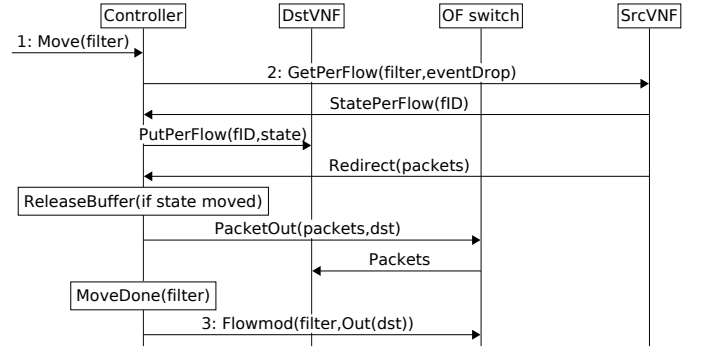 Controller DstVNF OF switch SrcVNF
1: Move(filter)
2: GetPerFlow(filter,eventDrop)
StatePerFlow(fID)
PutPerFlow(fID,state)
Redirect(packets)
ReleaseBuffer(if state moved)
PacketOut(packets,dst)
Packets
MoveDone(filter)
3: Flowmod(filter,Out(dst))